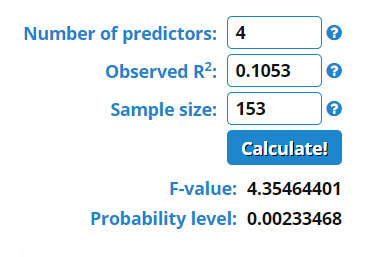 Number of predictors: 4 ?
Observed R²: 0.1053 ?
Sample size: 153 ?
Calculate!
F-value: 4.35464401
Probability level: 0.00233468